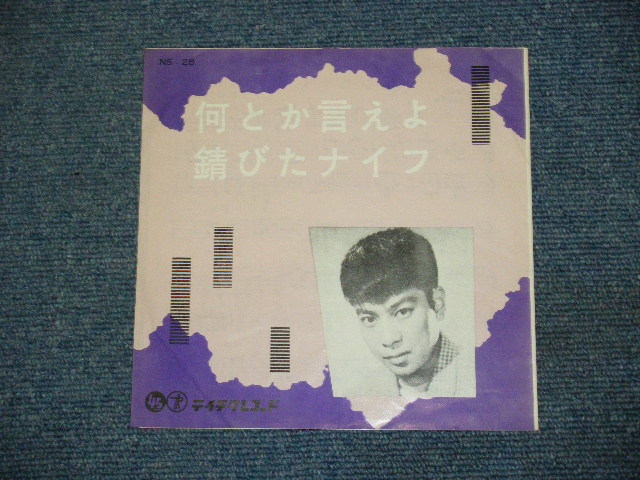 NS-28
何とか言えよ
錆びたナイフ
テイチクレコード